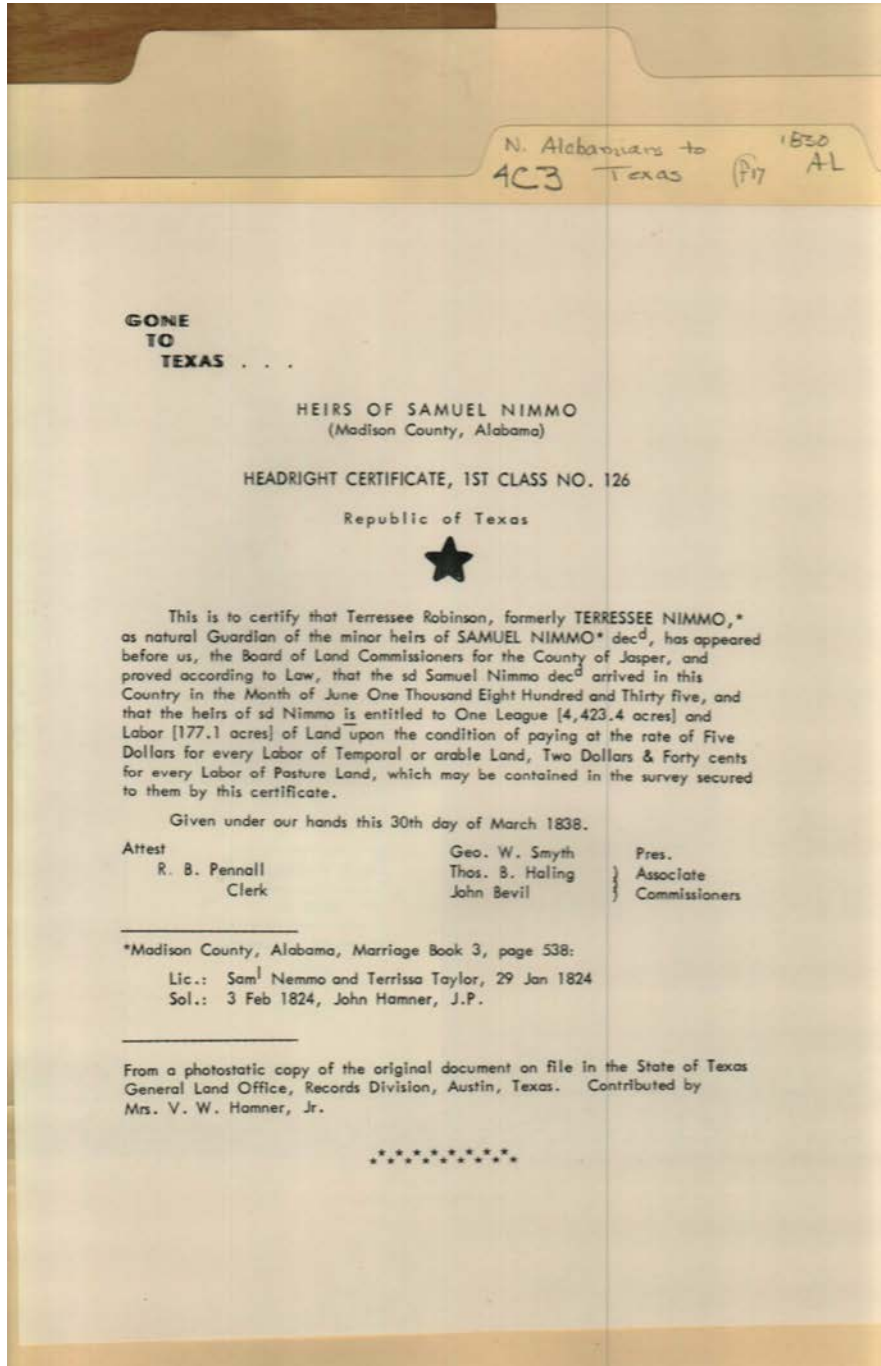 N. Alabamians to 1830
4C3 Texas P17 AL
GONE
TO
TEXAS . . .
HEIRS OF SAMUEL NIMMO
(Madison County, Alabama)
HEADRIGHT CERTIFICATE, 1ST CLASS NO. 126
Republic of Texas
This is to certify that Terressee Robinson, formerly TERRESSEE NIMMO,*
as natural Guardian of the minor heirs of SAMUEL NIMMO* decd, has appeared
before us, the Board of Land Commissioners for the County of Jasper, and
proved according to Law, that the sd Samuel Nimmo decd arrived in this
Country in the Month of June One Thousand Eight Hundred and Thirty five, and
that the heirs of sd Nimmo is entitled to One League [4,423.4 acres] and
Labor [177.1 acres] of Land upon the condition of paying at the rate of Five
Dollars for every Labor of Temporal or arable Land, Two Dollars & Forty cents
for every Labor of Pasture Land, which may be contained in the survey secured
to them by this certificate.
Given under our hands this 30th day of March 1838.
Attest Geo. W. Smyth Pres.
R. B. Pennall Thos. B. Haling } Associate
Clerk John Bevil } Commissioners
*Madison County, Alabama, Marriage Book 3, page 538:
Lic.: Saml Nemmo and Terrissa Taylor, 29 Jan 1824
Sol.: 3 Feb 1824, John Hamner, J.P.
From a photostatic copy of the original document on file in the State of Texas
General Land Office, Records Division, Austin, Texas. Contributed by
Mrs. V. W. Hamner, Jr.